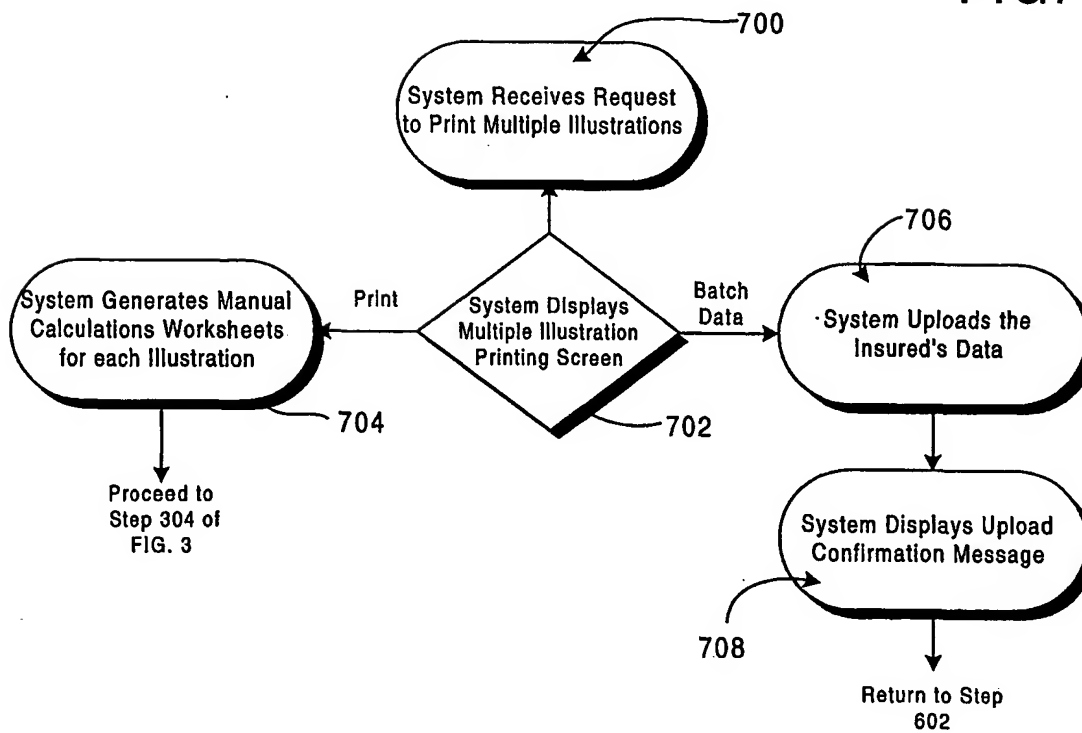 700
System Receives Request
to Print Multiple Illustrations
706
System Generates Manual
Calculations Worksheets
for each Illustration
Print
System Displays
Multiple Illustration
Printing Screen
Batch
Data
System Uploads the
Insured's Data
704
702
Proceed to
Step 304 of
FIG. 3
System Displays Upload
Confirmation Message
708
Return to Step
602